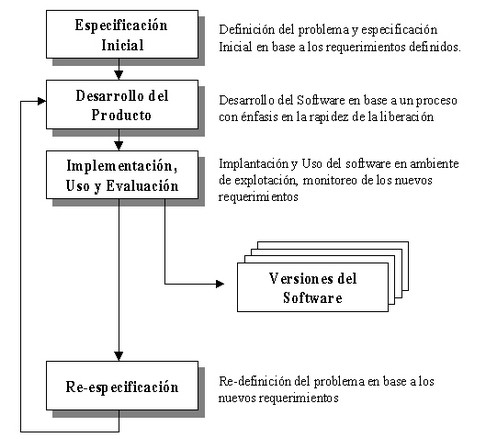 Especificación
Inicial
Definición del problema y especificación
Inicial en base a los requerimientos definidos.
Desarrollo del
Producto
Desarrollo del Software en base a un proceso
con énfasis en la rapidez de la liberación
Implementación,
Uso y Evaluación
Implantación y Uso del software en ambiente
de explotación, monitoreo de los nuevos
requerimientos
Versiones del
Software
Re-especificación
Re-definición del problema en base a los
nuevos requerimientos